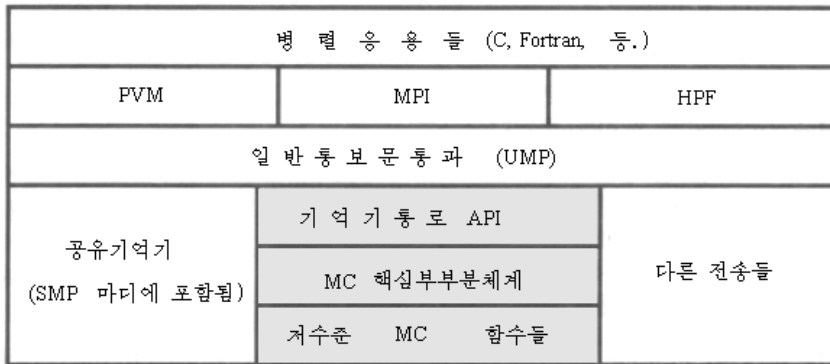 병렬응용들 (C, Fortran, 등.)
PVM MPI HPF
일반통보문통과 (UMP)
기억기통로 API
공유기억기
(SMP 마디에 포함됨)
MC 핵심부부분체계
다른 전송들
저수준 MC 함수들